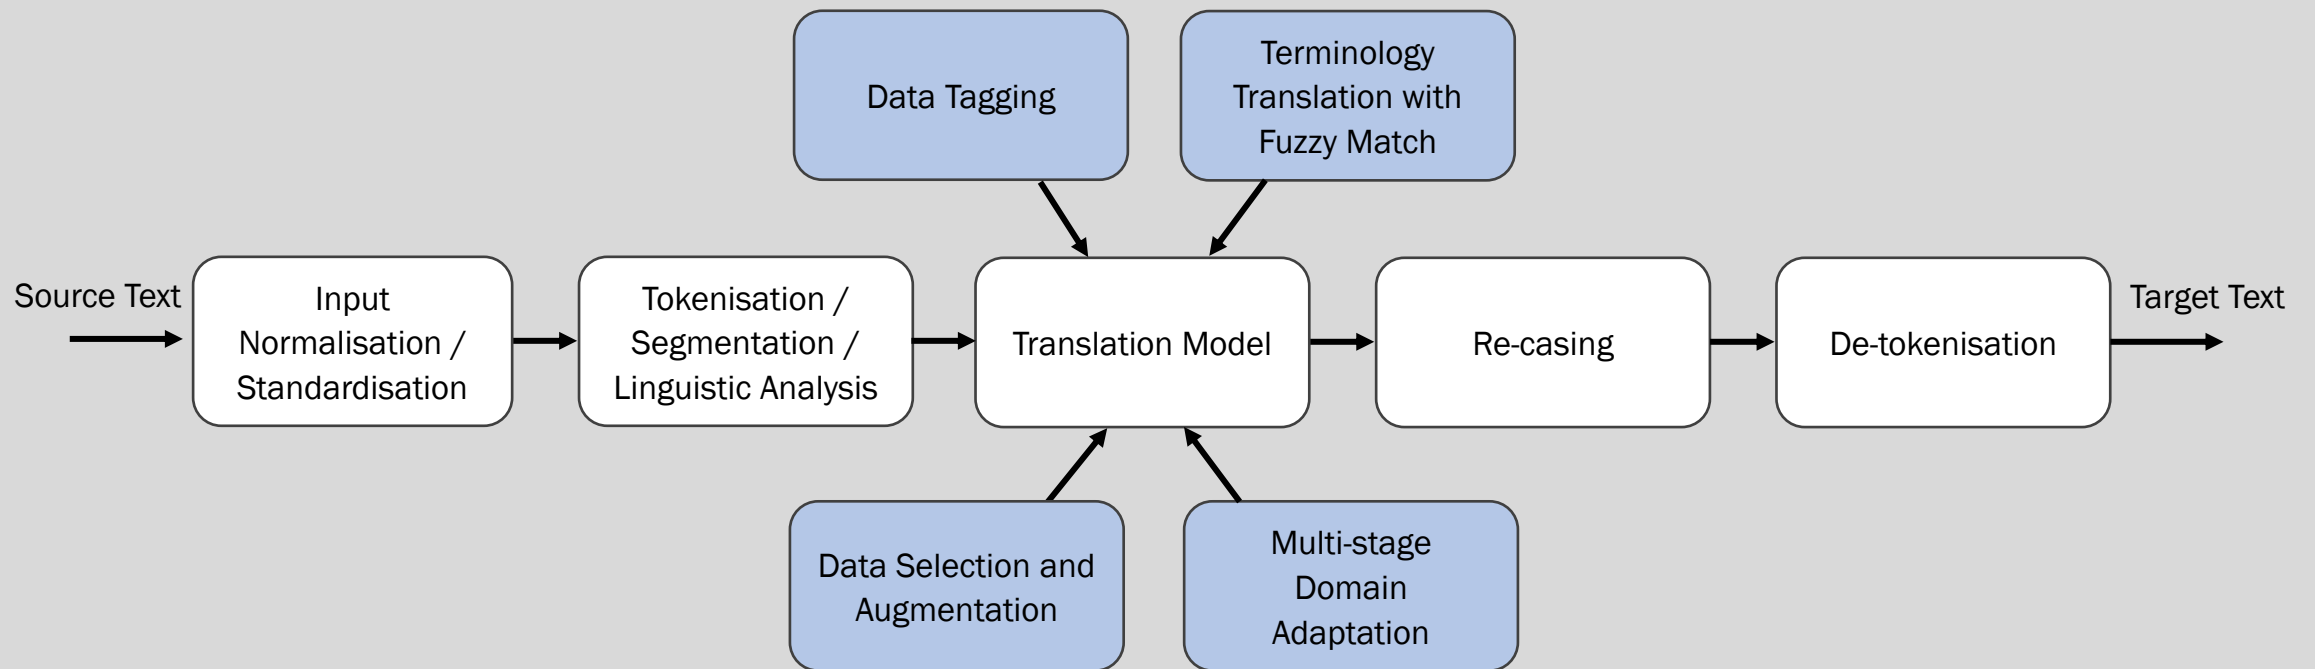 Data Tagging
Terminology
Translation with
Fuzzy Match
Source Text
Input
Normalisation /
Standardisation
Tokenisation /
Segmentation /
Linguistic Analysis
Translation Model
Re-casing
De-tokenisation
Target Text
Data Selection and
Augmentation
Multi-stage
Domain
Adaptation